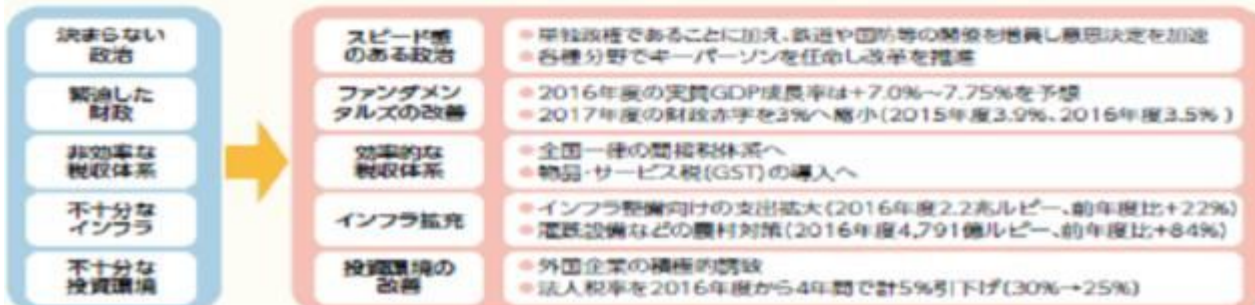 決まらない
政治
緊迫した
財政
非効率な
税収体系
不十分な
インフラ
不十分な
投資環境
スピード感
のある政治
●単独政権であることに加え、鉄道や国防等の閣僚を増員し意思決定を加速
●各種分野でキーパーソンを任命し改革を推進
ファンダメン
タルズの改善
●2016年度の実質GDP成長率は+7.0%~7.75%を予想
●2017年度の財政赤字を3%へ縮小(2015年度3.9%、2016年度3.5%)
効率的な
税収体系
●全国一律の間接税体系へ
●物品・サービス税(GST)の導入へ
インフラ拡充
●インフラ整備向けの支出拡大(2016年度2.2兆ルピー、前年度比+22%)
●灌漑設備などの農村対策(2016年度4,791億ルピー、前年度比+84%)
投資環境の
改善
●外国企業の積極的誘致
●法人税率を2016年度から4年間で計5%引下げ(30%→25%)